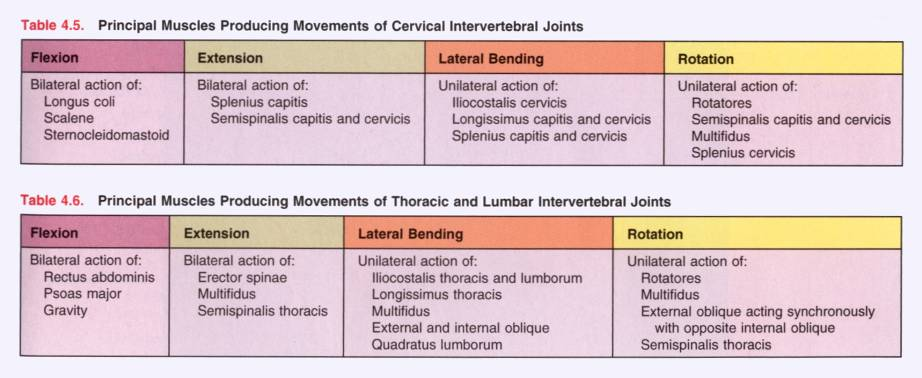 Table 4.5. Principal Muscles Producing Movements of Cervical Intervertebral Joints
Flexion
Bilateral action of:
Longus coli
Scalene
Sternocleidomastoid
Extension
Bilateral action of:
Splenius capitis
Semispinalis capitis and cervicis
Lateral Bending
Unilateral action of:
Iliocostalis cervicis
Longissimus capitis and cervicis
Splenius capitis and cervicis
Rotation
Unilateral action of:
Rotatores
Semispinalis capitis and cervicis
Multifidus
Splenius cervicis
Table 4.6. Principal Muscles Producing Movements of Thoracic and Lumbar Intervertebral Joints
Flexion
Bilateral action of:
Rectus abdominis
Psoas major
Gravity
Extension
Bilateral action of:
Erector spinae
Multifidus
Semispinalis thoracis
Lateral Bending
Unilateral action of:
Iliocostalis thoracis and lumborum
Longissimus thoracis
Multifidus
External and internal oblique
Quadratus lumborum
Rotation
Unilateral action of:
Rotatores
Multifidus
External oblique acting synchronously
with opposite internal oblique
Semispinalis thoracis